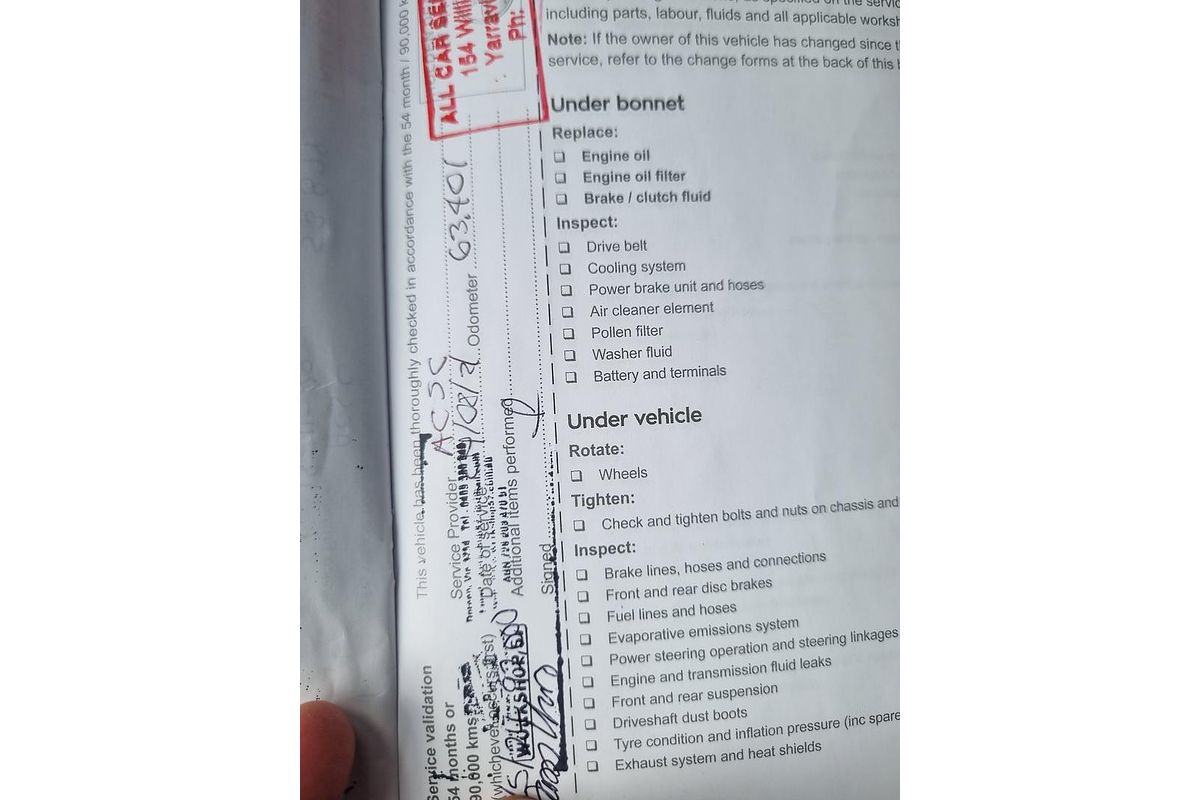 including parts, labour, fluids and all applicable
Note: If the owner of this vehicle has changed since
service, refer to the change forms at the back of this
Under bonnet
Replace:
Engine oil
Engine oil filter
Brake / clutch fluid
Inspect:
Drive belt
Cooling system
Power brake unit and hoses
Air cleaner element
Pollen filter
Washer fluid
Battery and terminals
Under vehicle
Rotate:
Wheels
Tighten:
Check and tighten bolts and nuts on chassis and
Inspect:
Brake lines, hoses and connections
Front and rear disc brakes
Fuel lines and hoses
Evaporative emissions system
Power steering operation and steering linkages
Engine and transmission fluid leaks
Front and rear suspension
Driveshaft dust boots
Tyre condition and inflation pressure (inc spare
Exhaust system and heat shields
Service validation
54 months or
90,000 kms
(whichever occurs first)
This vehicle has been thoroughly checked in accordance with the 54 month / 90,000
Service Provider ACSC
Date of service Odometer 63,401
Additional items performed
Signed
ALL CAR
154
Ph:
WORKSHOP